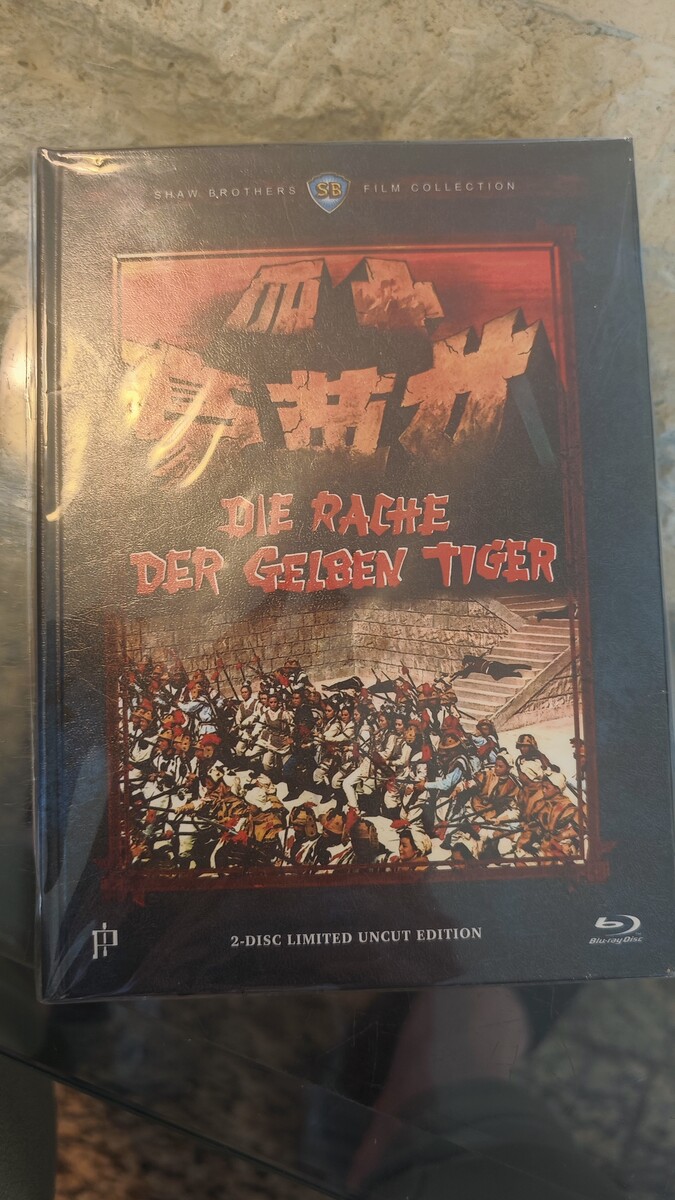 SHAW BROTHERS SB FILM COLLECTION
DIE RACHE
DER GELBEN TIGER
2-DISC LIMITED UNCUT EDITION
Blu-ray Disc